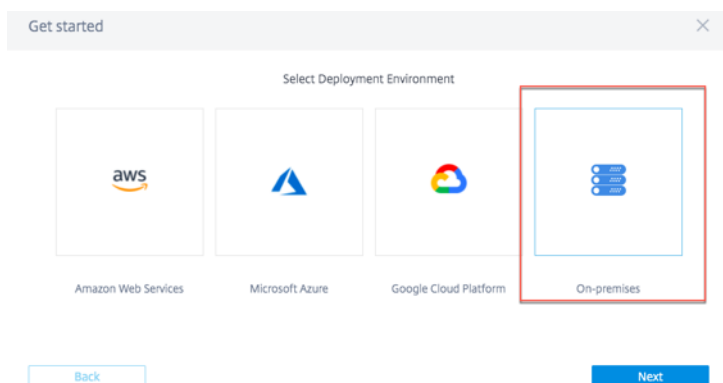 Get started
Select Deployment Environment
aws
Amazon Web Services
Microsoft Azure
Google Cloud Platform
On-premises
Back
Next